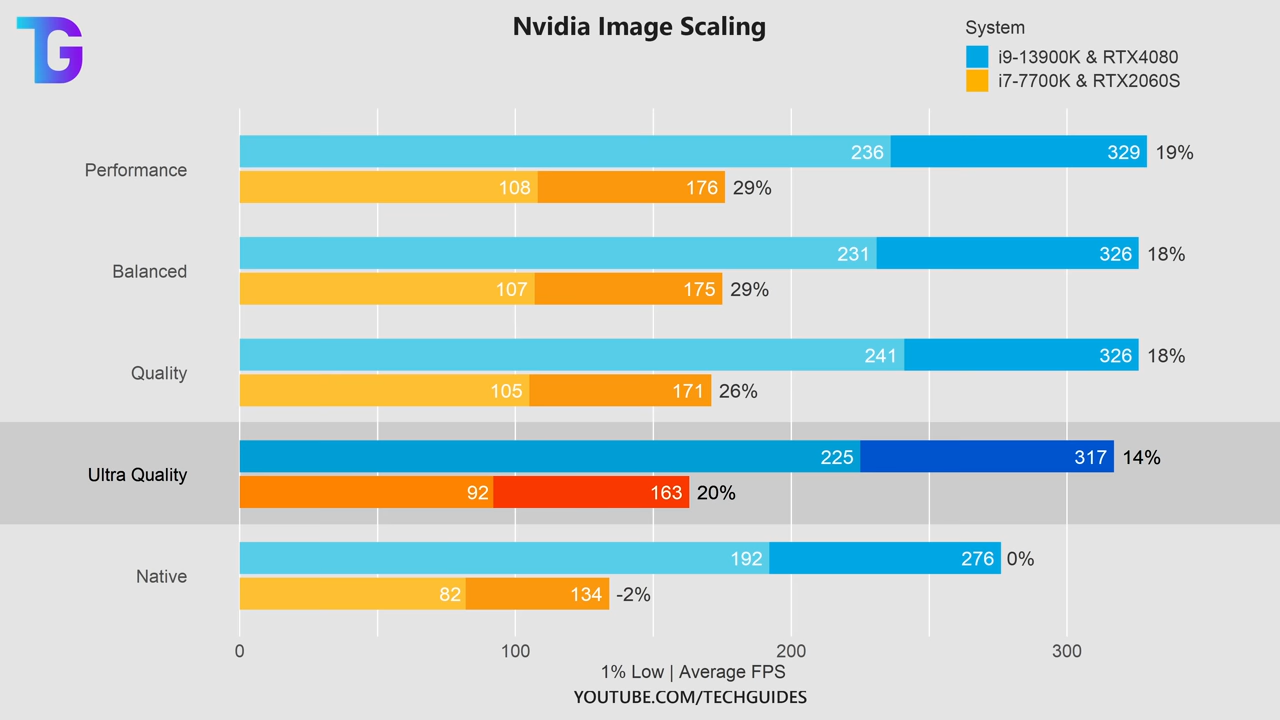 TG
Nvidia Image Scaling
System
i9-13900K & RTX4080
i7-7700K & RTX2060S
Performance
236 329 19%
108 176 29%
Balanced
231 326 18%
107 175 29%
Quality
241 326 18%
105 171 26%
Ultra Quality
225 317 14%
92 163 20%
Native
192 276 0%
82 134 -2%
0 100 200 300
1% Low | Average FPS
YOUTUBE.COM/TECHGUIDES